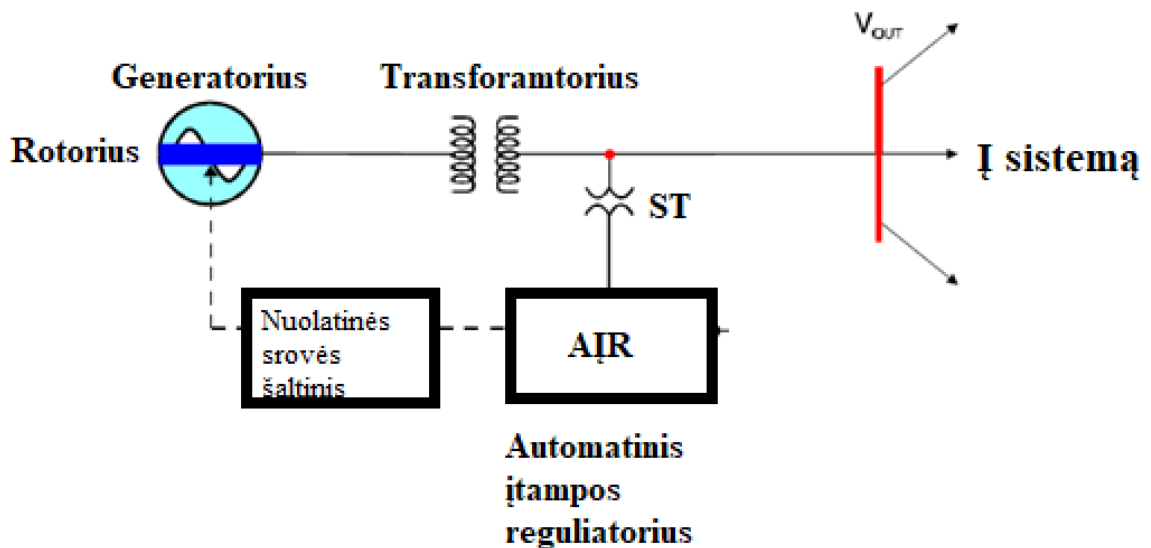 V_OUT
Generatorius
Transforamtorius
Rotorius
Į sistemą
ST
Nuolatinės
srovės
šaltinis
AĮR
Automatinis
įtampos
reguliatorius